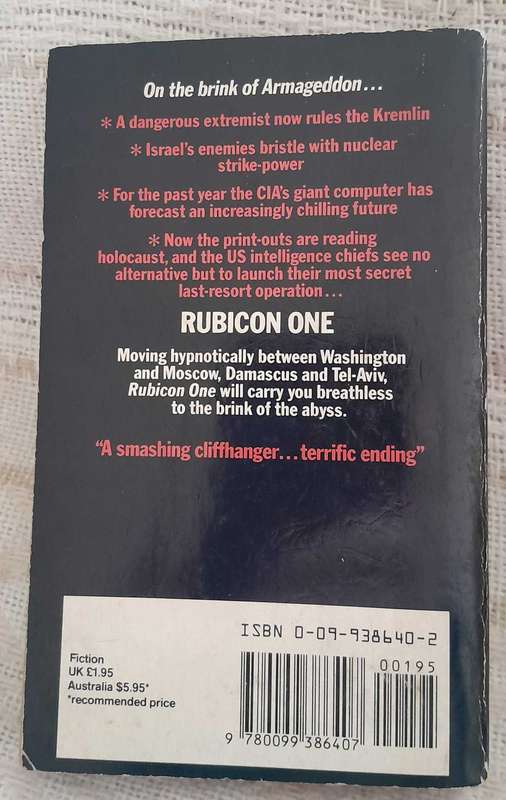 On the brink of Armageddon...
* A dangerous extremist now rules the Kremlin
* Israel's enemies bristle with nuclear
strike-power
* For the past year the CIA's giant computer has
forecast an increasingly chilling future
* Now the print-outs are reading
holocaust, and the US intelligence chiefs see no
alternative but to launch their most secret
last-resort operation...
RUBICON ONE
Moving hypnotically between Washington
and Moscow, Damascus and Tel-Aviv,
Rubicon One will carry you breathless
to the brink of the abyss.
"A smashing cliffhanger...terrific ending"
ISBN 0-09-938640-2
00195
Fiction
UK £1.95
Australia $5.95*
*recommended price
9 780099 386407